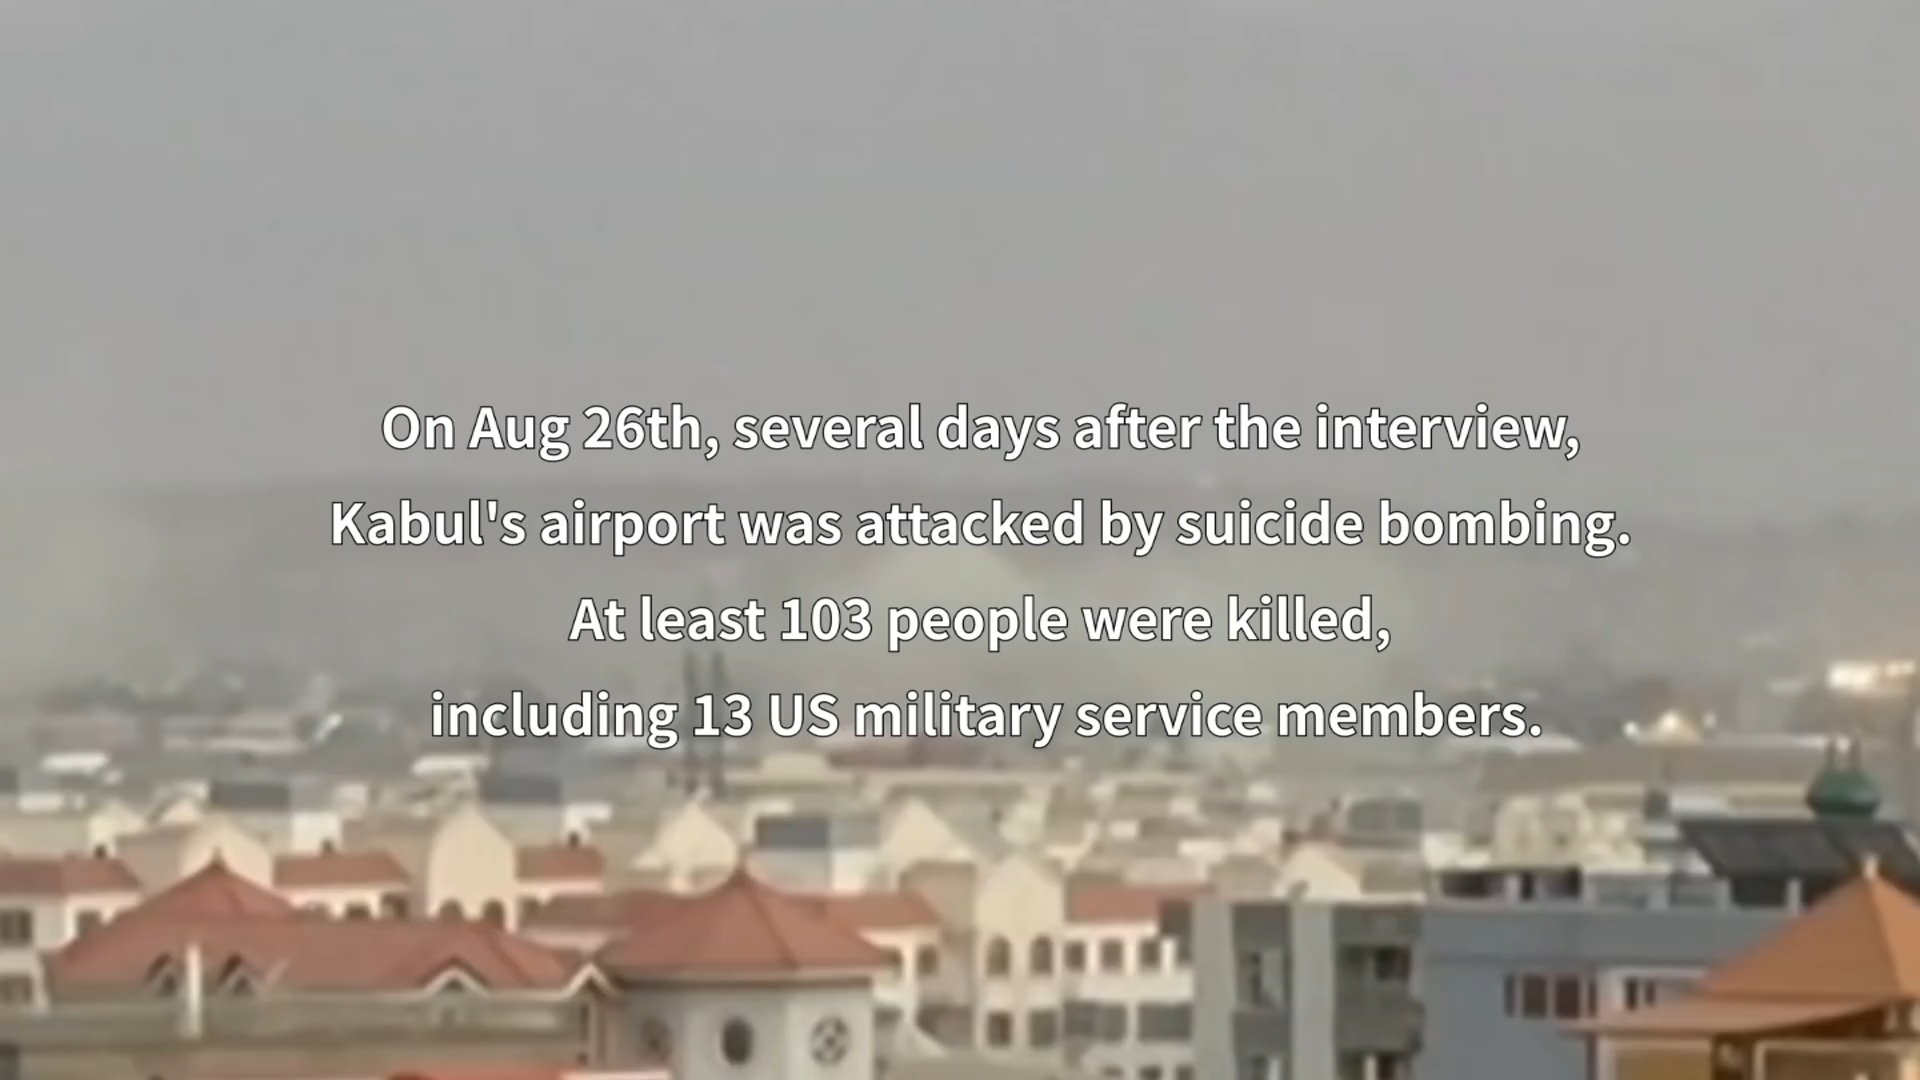 On Aug 26th, several days after the interview,
Kabul's airport was attacked by suicide bombing.
At least 103 people were killed,
including 13 US military service members.